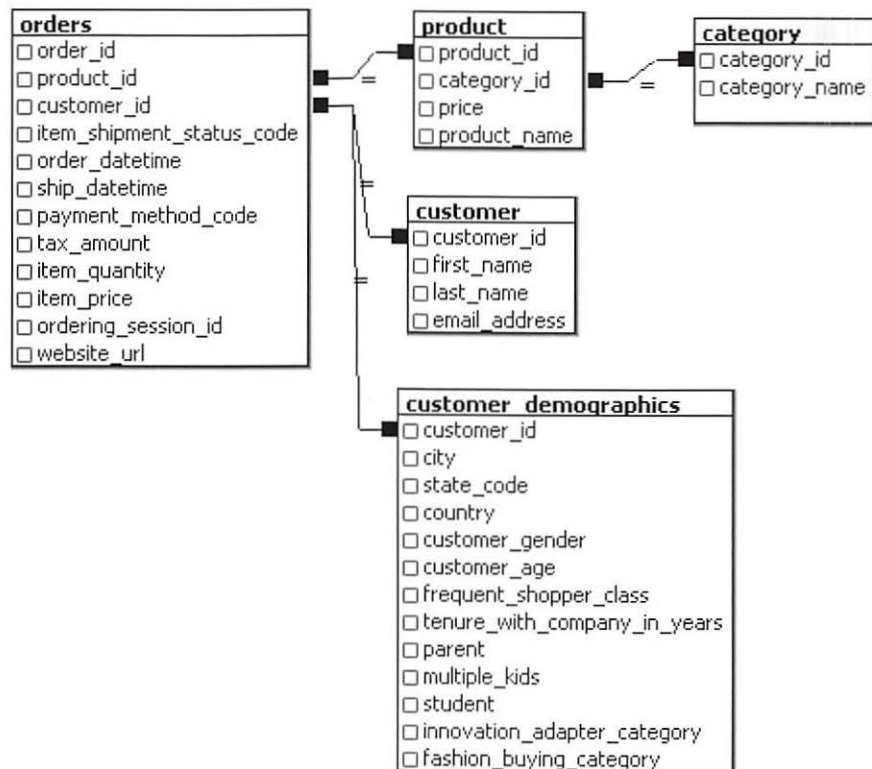 orders
order_id
product_id
customer_id
item_shipment_status_code
order_datetime
ship_datetime
payment_method_code
tax_amount
item_quantity
item_price
ordering_session_id
website_url
product
product_id
category_id
price
product_name
category
category_id
category_name
customer
customer_id
first_name
last_name
email_address
customer_demographics
customer_id
city
state_code
country
customer_gender
customer_age
frequent_shopper_class
tenure_with_company_in_years
parent
multiple_kids
student
innovation_adapter_category
fashion_buying_category
=
=
=
=